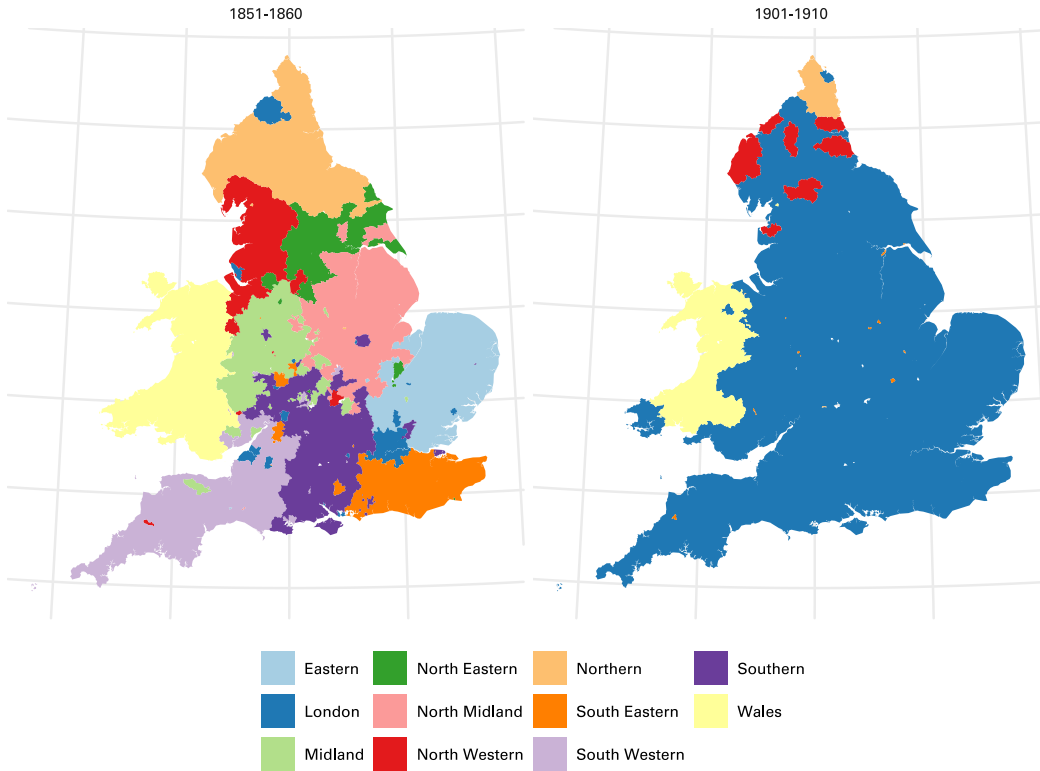 1851-1860
1901-1910
Eastern
North Eastern
Northern
Southern
London
North Midland
South Eastern
Wales
Midland
North Western
South Western